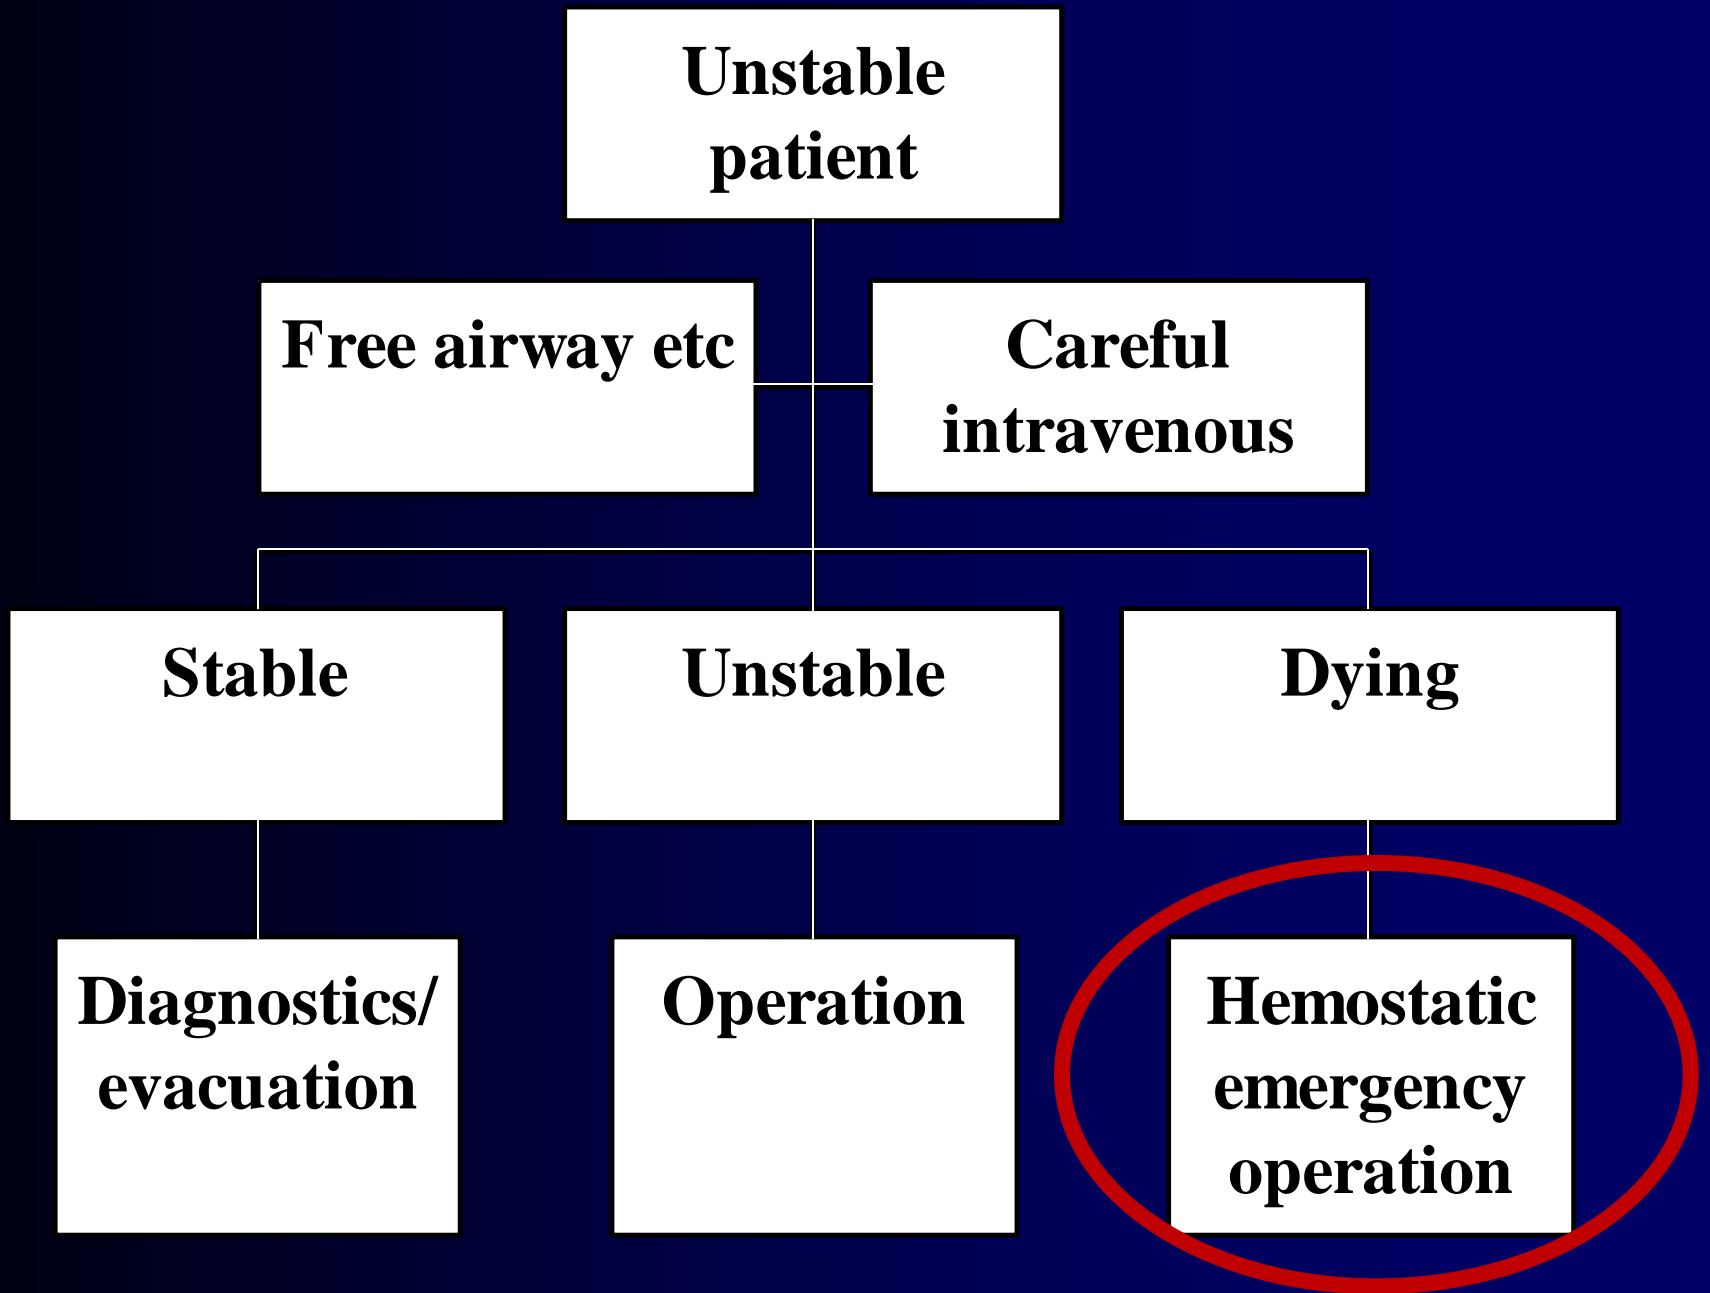 Unstable
patient
Free airway etc
Careful
intravenous
Stable
Unstable
Dying
Diagnostics/
evacuation
Operation
Hemostatic
emergency
operation